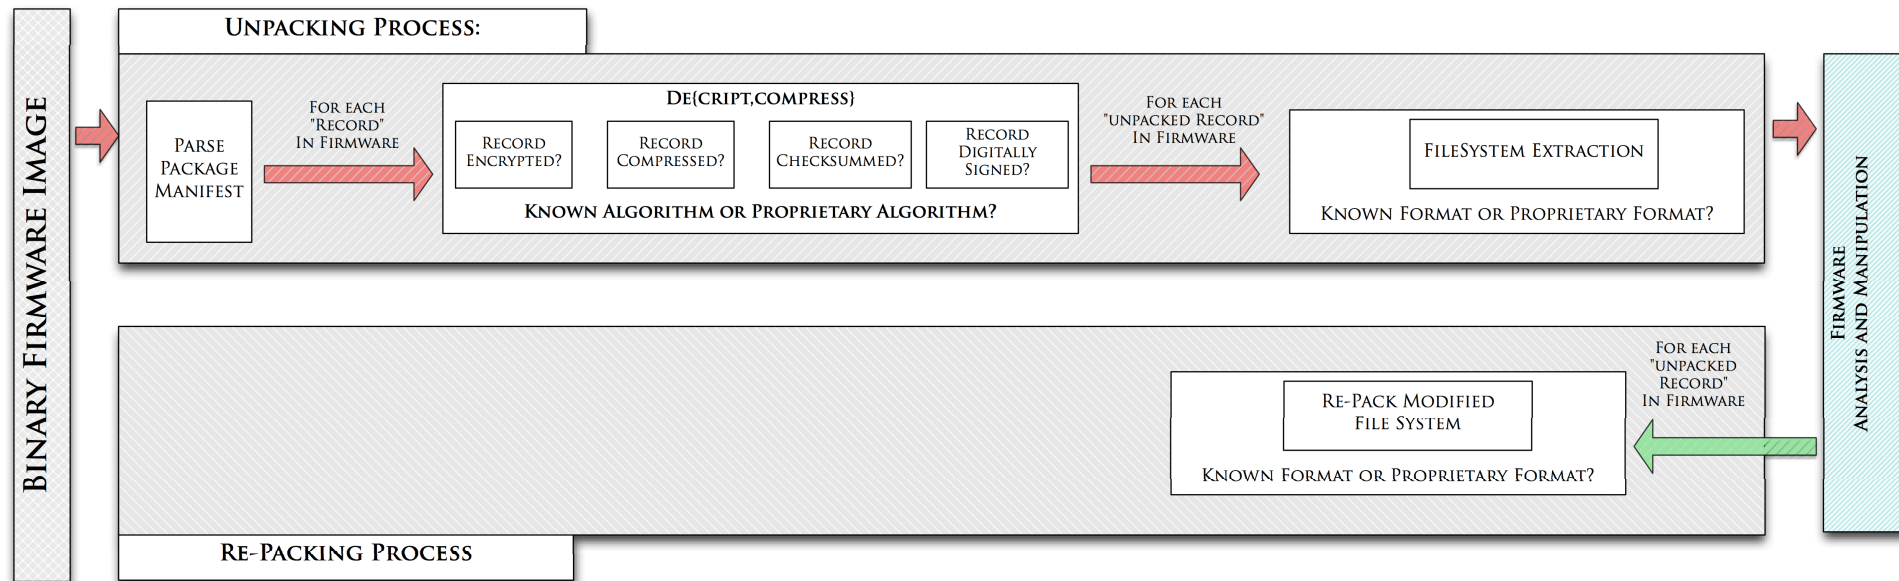 BINARY FIRMWARE IMAGE
UNPACKING PROCESS:
PARSE
PACKAGE
MANIFEST
FOR EACH
"RECORD"
IN FIRMWARE
DE{CRIPT,COMPRESS}
RECORD
ENCRYPTED?
RECORD
COMPRESSED?
RECORD
CHECKSUMMED?
RECORD
DIGITALLY
SIGNED?
KNOWN ALGORITHM OR PROPRIETARY ALGORITHM?
FOR EACH
"UNPACKED RECORD"
IN FIRMWARE
FILESYSTEM EXTRACTION
KNOWN FORMAT OR PROPRIETARY FORMAT?
FIRMWARE
ANALYSIS AND MANIPULATION
FOR EACH
"UNPACKED
RECORD"
IN FIRMWARE
RE-PACK MODIFIED
FILE SYSTEM
KNOWN FORMAT OR PROPRIETARY FORMAT?
RE-PACKING PROCESS